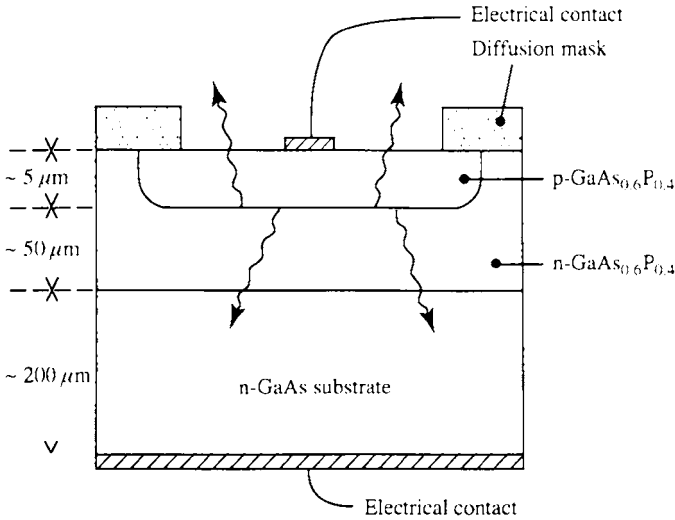 Electrical contact
Diffusion mask
~ 5 μm
p-GaAs₀.₆P₀.₄
~ 50 μm
n-GaAs₀.₆P₀.₄
~ 200 μm
n-GaAs substrate
Electrical contact